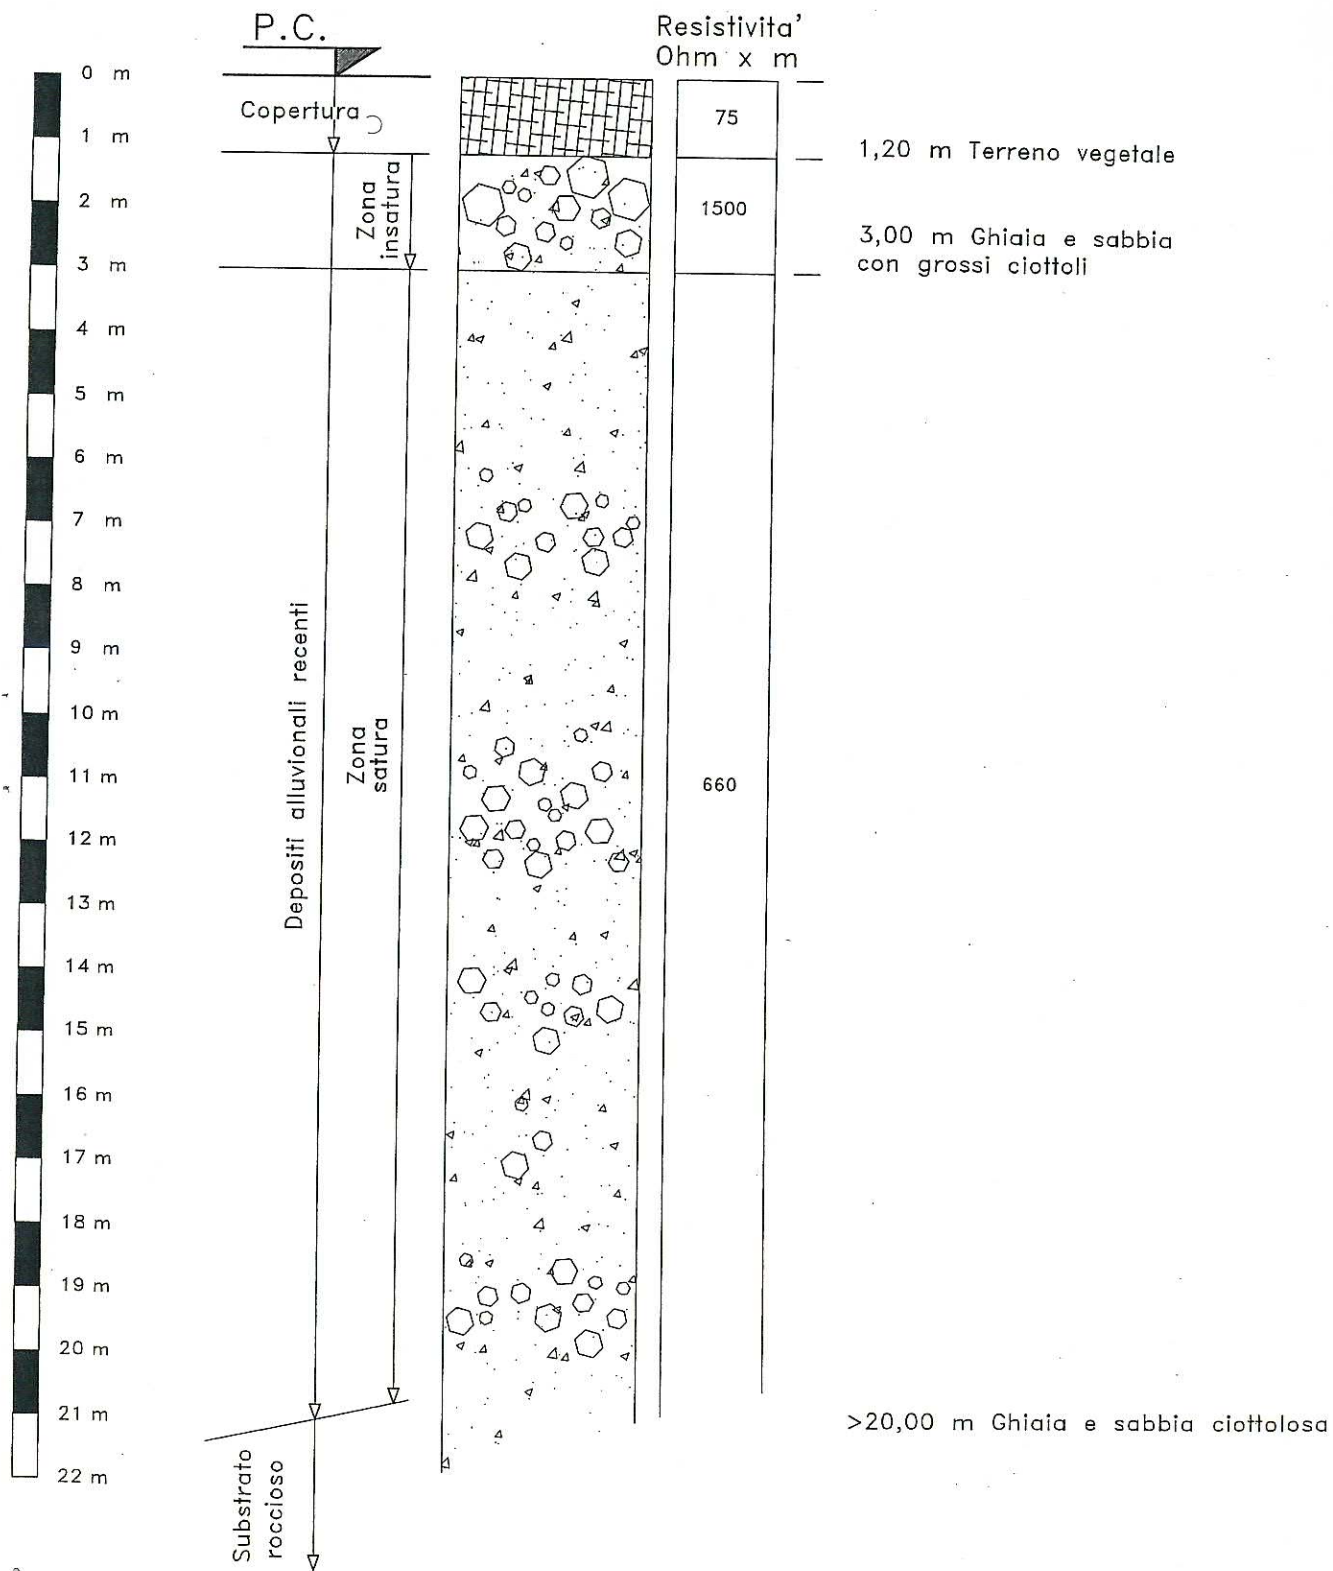 P.C.
Resistivita'
Ohm x m
0 m
Copertura
75
1 m
1,20 m Terreno vegetale
Zona
insatura
2 m
1500
3,00 m Ghiaia e sabbia
con grossi ciottoli
3 m
4 m
5 m
6 m
7 m
8 m
9 m
Depositi alluvionali recenti
Zona
satura
10 m
11 m
660
12 m
13 m
14 m
15 m
16 m
17 m
18 m
19 m
20 m
21 m
>20,00 m Ghiaia e sabbia ciottolosa
22 m
Substrato
roccioso